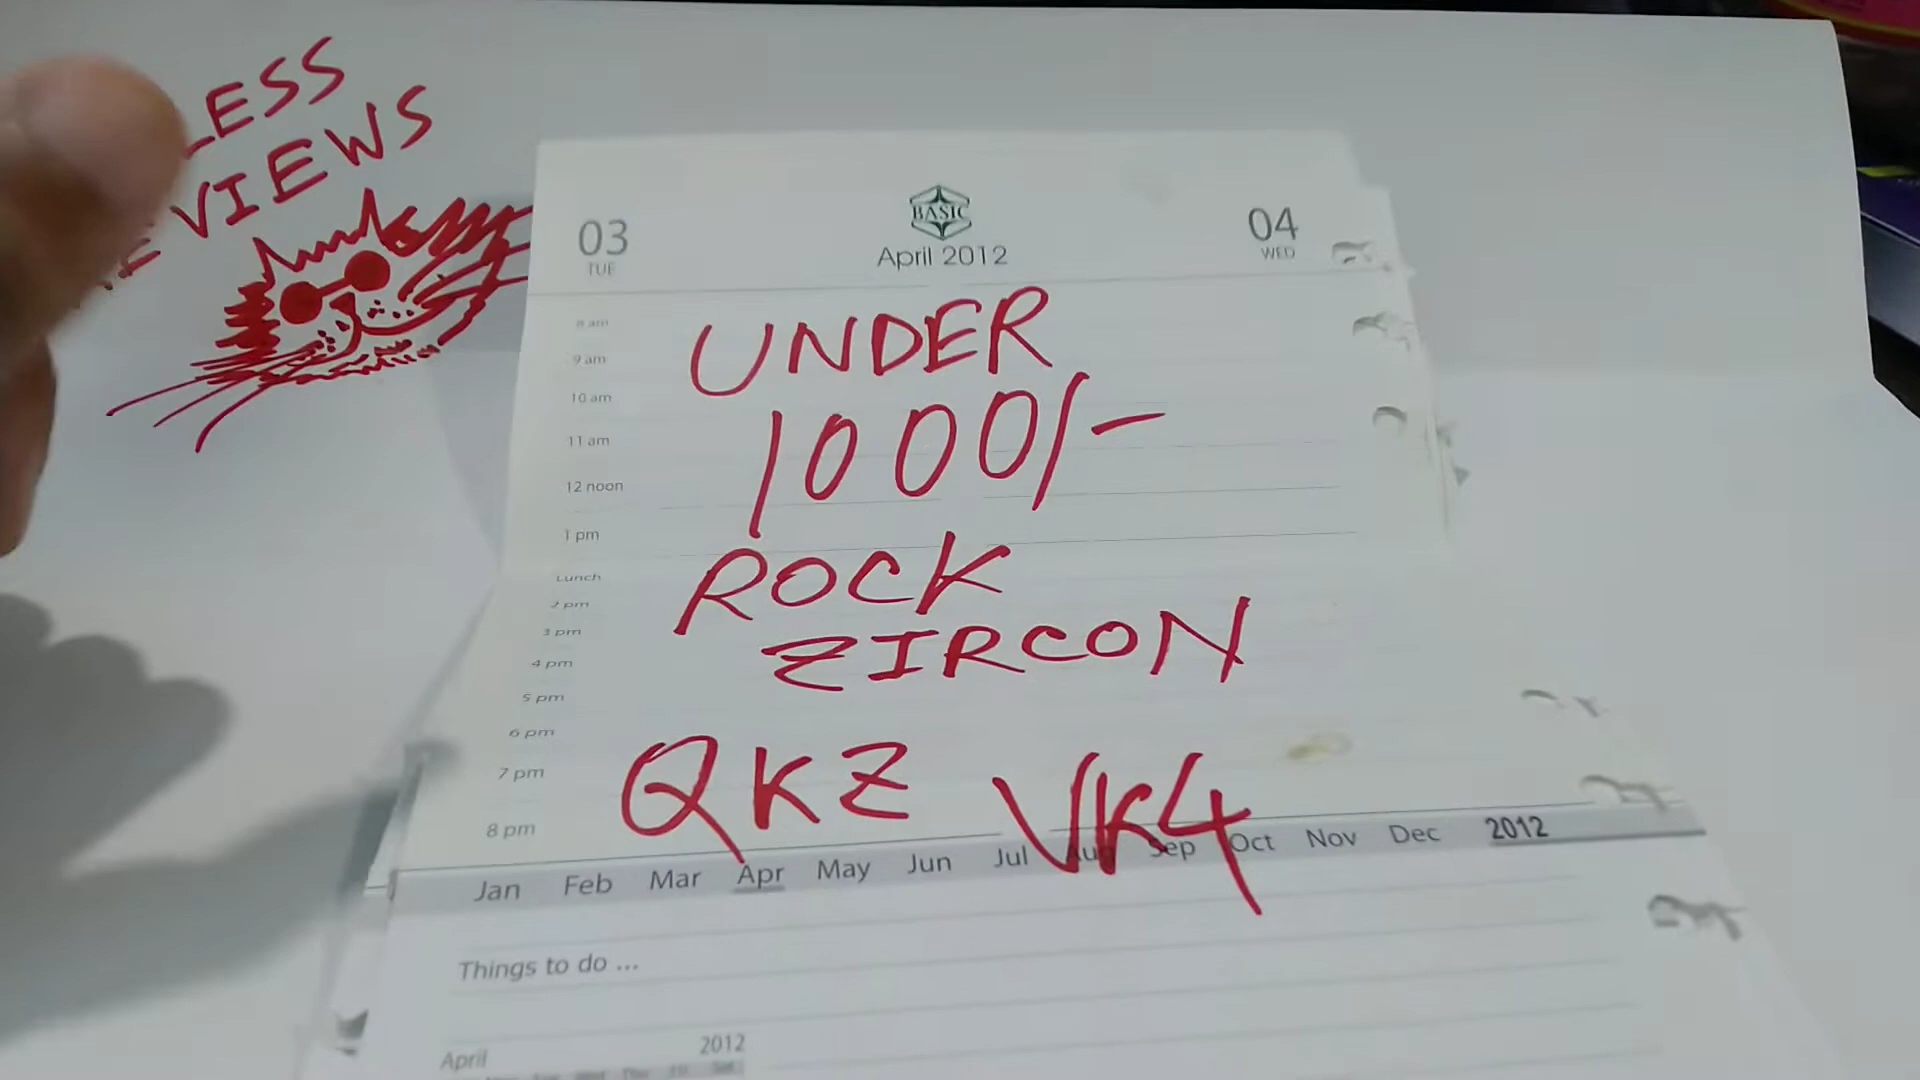 LESS
VIEWS
03
TUE
BASIC
April 2012
04
WED
8 am
9 am
10 am
11 am
12 noon
1 pm
Lunch
2 pm
3 pm
4 pm
5 pm
6 pm
7 pm
8 pm
UNDER
1000/-
ROCK
ZIRCON
QKZ VK4
Jan Feb Mar Apr May Jun Jul Aug Sep Oct Nov Dec 2012
Things to do ...
April 2012